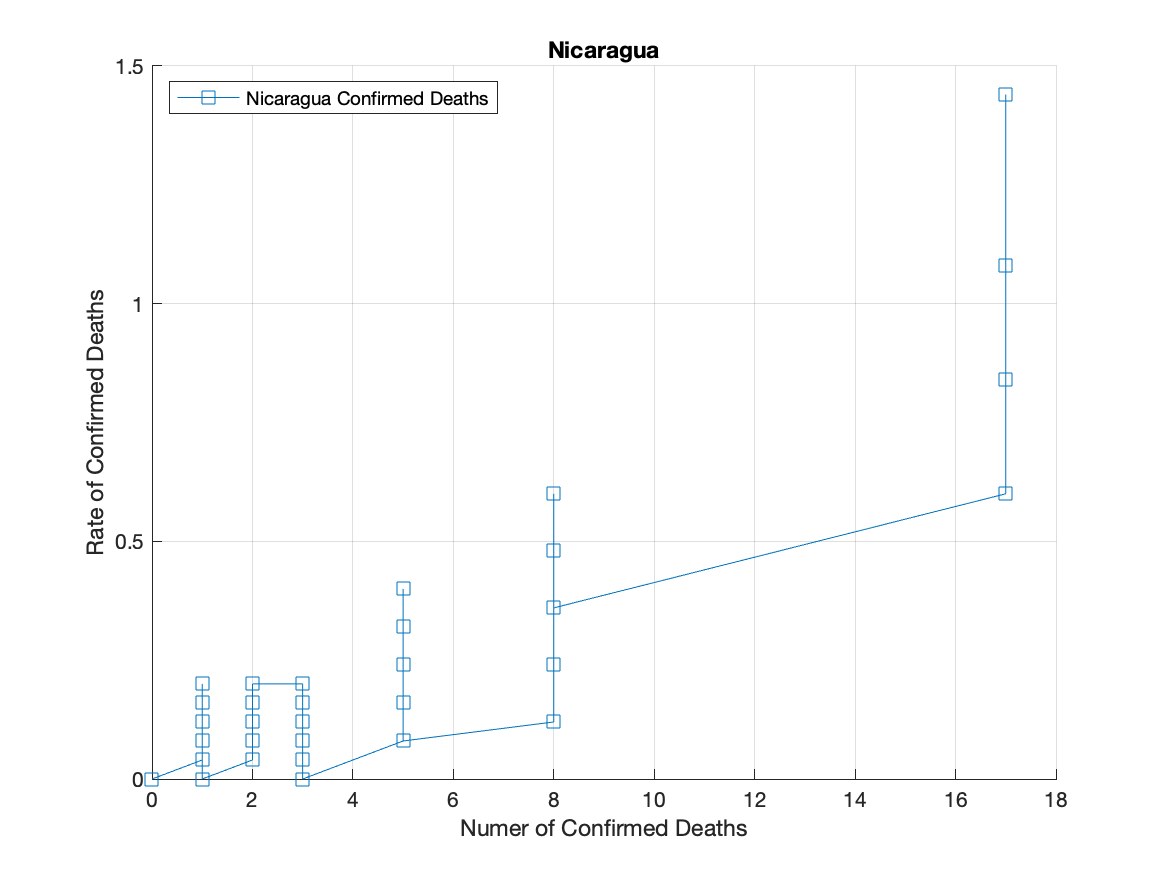 Nicaragua
Nicaragua Confirmed Deaths
1.5
1
0.5
0
Rate of Confirmed Deaths
0 2 4 6 8 10 12 14 16 18
Numer of Confirmed Deaths